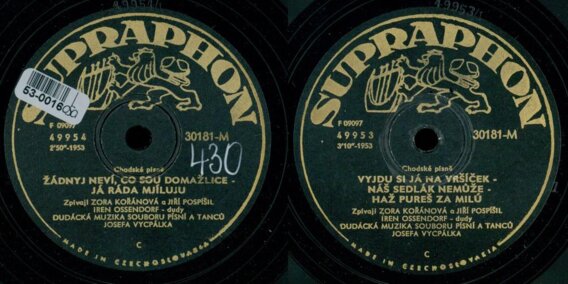 SUPRAPHON
53-0016
F 09097
49954
2'50"-1953
30181-M
430
Chodské písně
ŽÁDNYJ NEVÍ, CO SOU DOMAŽLICE -
JÁ RÁDA MJÍLUJU
Zpívají ZORA KOŘÁNOVÁ a JIŘÍ POSPÍŠIL
IREN OSSENDORF - dudy
DUDÁCKÁ MUZIKA SOUBORU PÍSNÍ A TANCŮ
JOSEFA VYCPÁLKA
C
MADE IN CZECHOSLOVAKIA
SUPRAPHON
F 09097
49953
3'10"-1953
30181-M
Chodské písně
VYJDU SI JÁ NA VRŠÍČEK -
NÁŠ SEDLÁK NEMŮŽE -
HAŽ PUREŠ ZA MILŮ
Zpívají ZORA KOŘÁNOVÁ a JIŘÍ POSPÍŠIL
IREN OSSENDORF - dudy
DUDÁCKÁ MUZIKA SOUBORU PÍSNÍ A TANCŮ
JOSEFA VYCPÁLKA
C
MADE IN CZECHOSLOVAKIA